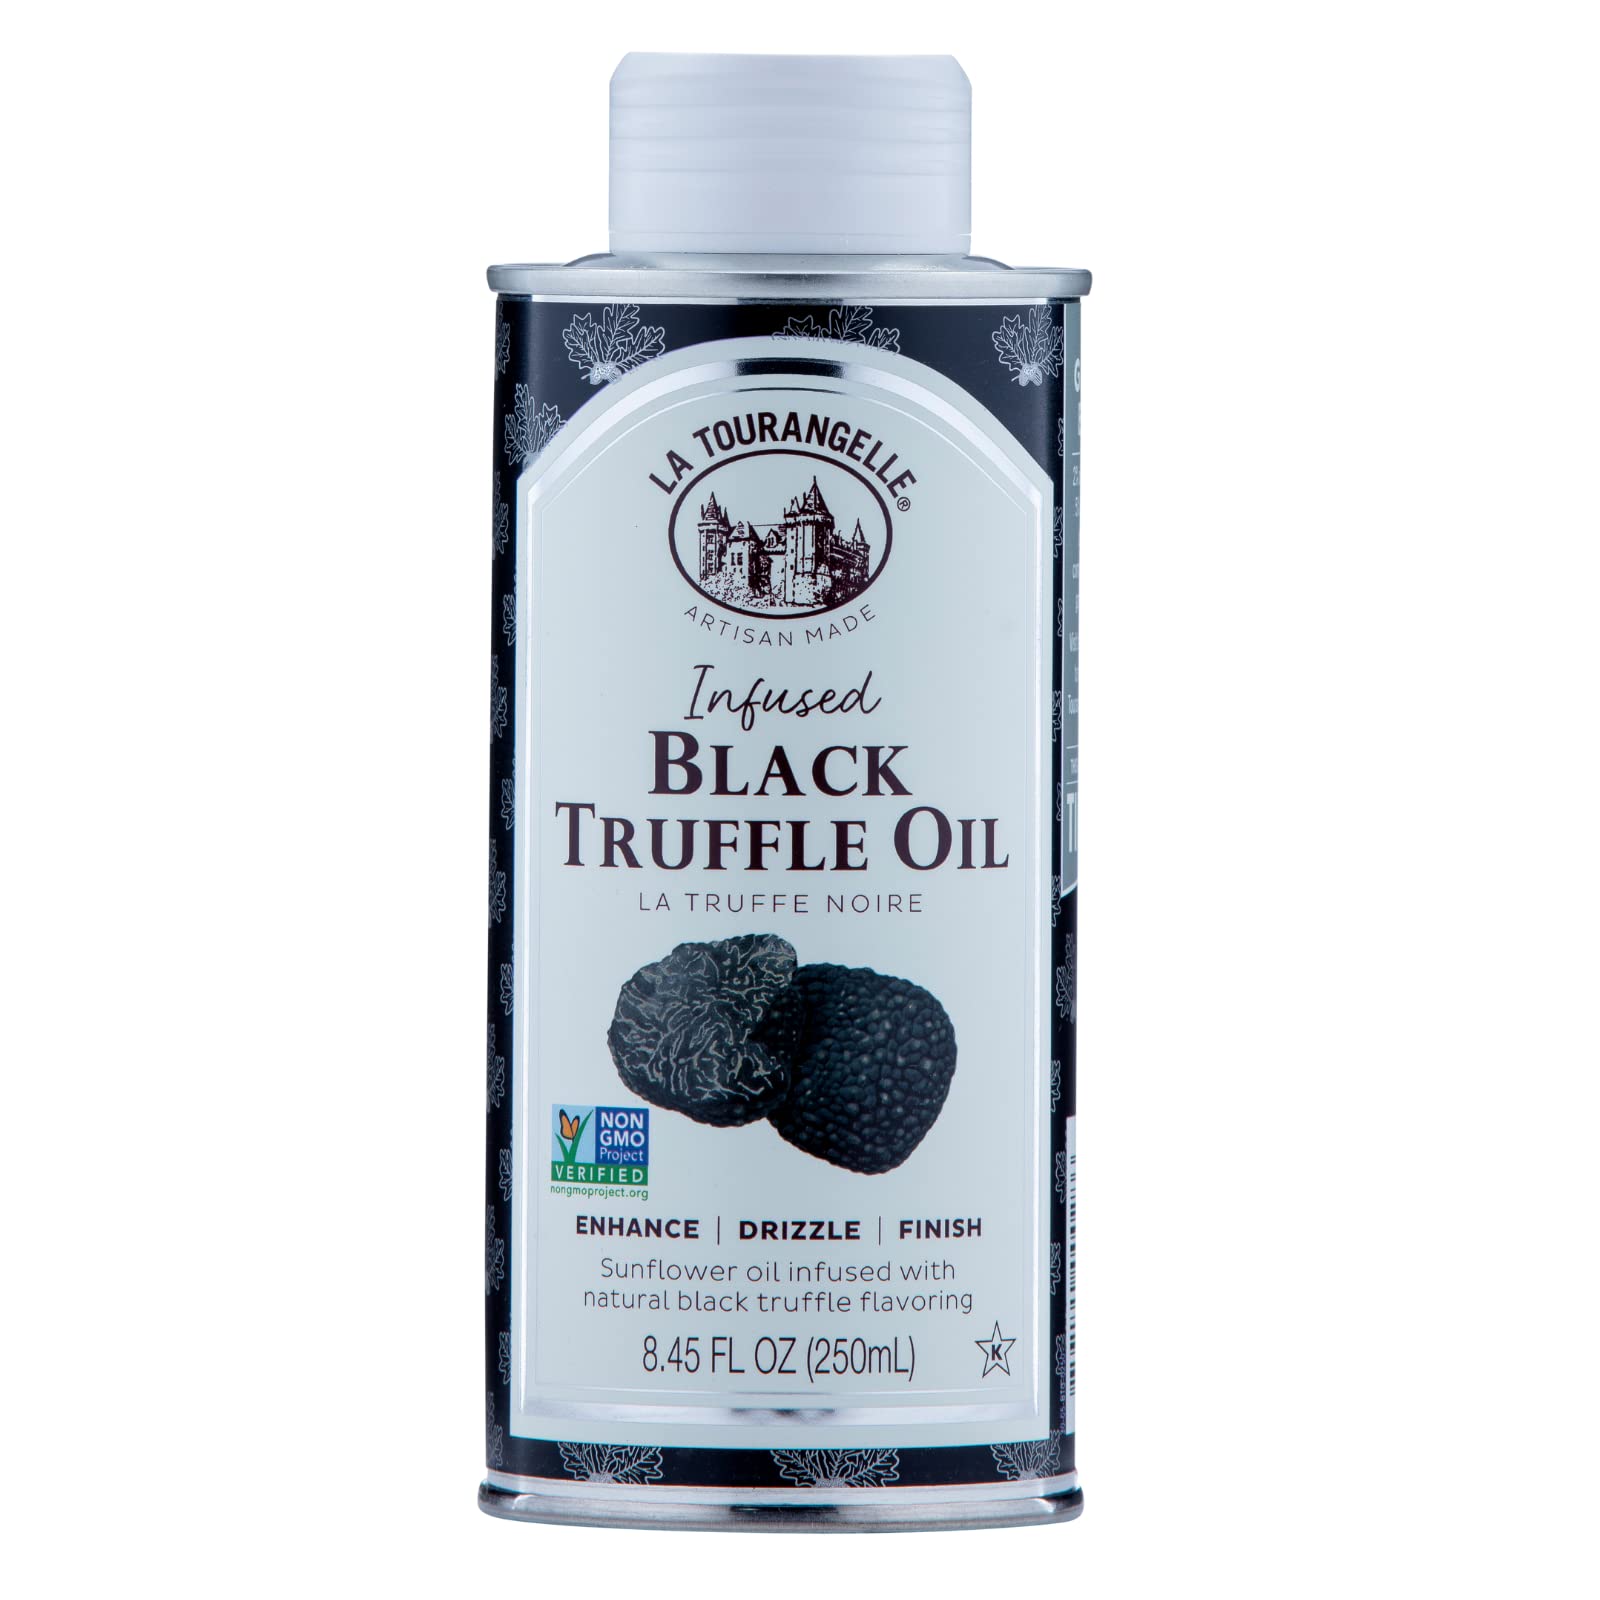 LA TOURANGELLE®
ARTISAN MADE
Infused
BLACK
TRUFFLE OIL
LA TRUFFE NOIRE
NON
GMO
Project
VERIFIED
nongmoproject.org
ENHANCE | DRIZZLE | FINISH
Sunflower oil infused with
natural black truffle flavoring
8.45 FL OZ (250mL)
K